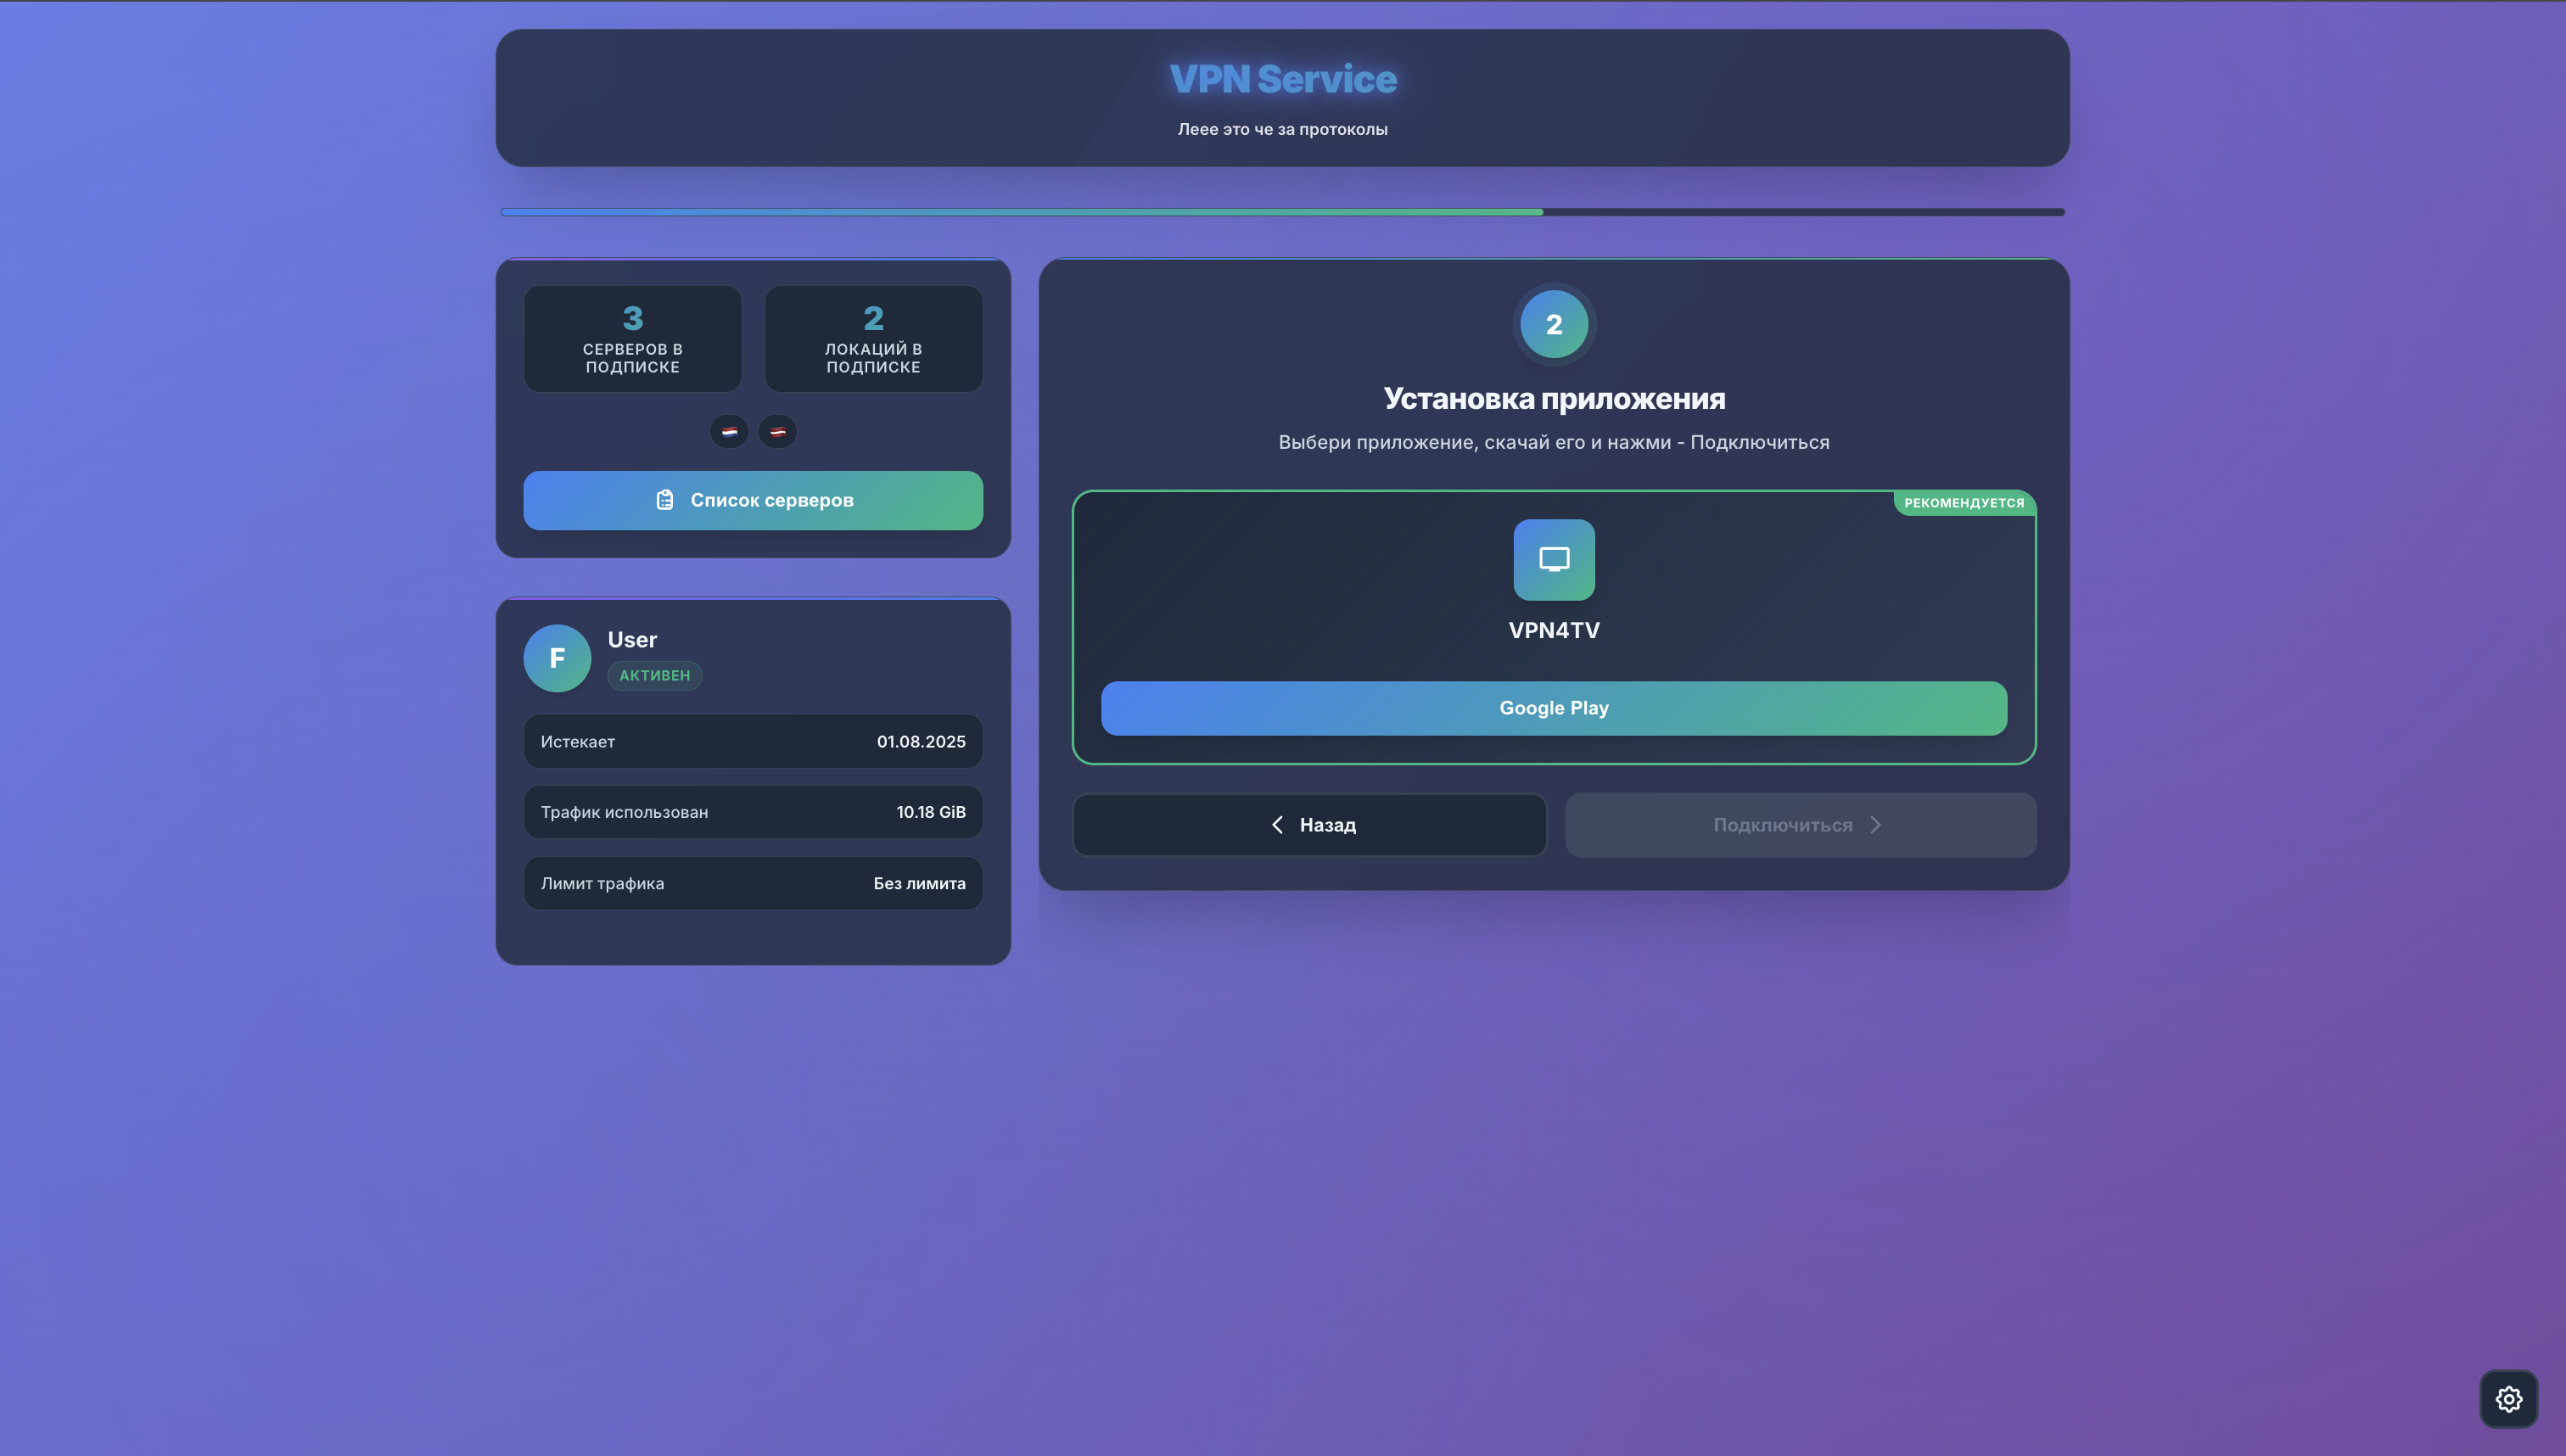 VPN Service
Леее это че за протоколы
3
СЕРВЕРОВ В
ПОДПИСКЕ
2
ЛОКАЦИЙ В
ПОДПИСКЕ
Список серверов
F
User
АКТИВЕН
Истекает
01.08.2025
Трафик использован
10.18 GiB
Лимит трафика
Без лимита
2
Установка приложения
Выбери приложение, скачай его и нажми - Подключиться
РЕКОМЕНДУЕТСЯ
VPN4TV
Google Play
Назад
Подключиться